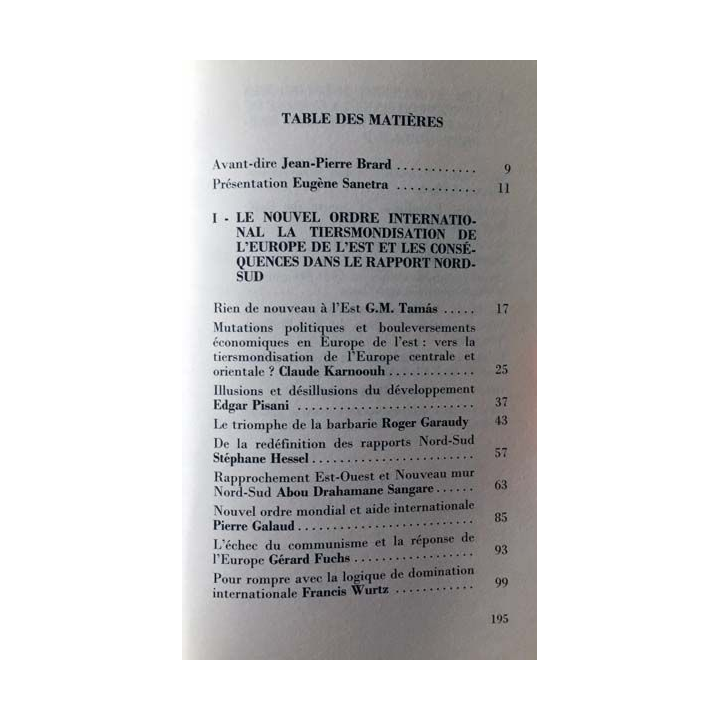 TABLE DES MATIÈRES
Avant-dire Jean-Pierre Brard ............ 9
Présentation Eugène Sanetra ............ 11
I - LE NOUVEL ORDRE INTERNATIO-
NAL LA TIERSMONDISATION DE
L'EUROPE DE L'EST ET LES CONSÉ-
QUENCES DANS LE RAPPORT NORD-
SUD
Rien de nouveau à l'Est G.M. Tamás ..... 17
Mutations politiques et bouleversements
économiques en Europe de l'est : vers la
tiersmondisation de l'Europe centrale et
orientale ? Claude Karnoouh ............ 25
Illusions et désillusions du développement
Edgar Pisani ........................ 37
Le triomphe de la barbarie Roger Garaudy 43
De la redéfinition des rapports Nord-Sud
Stéphane Hessel ...................... 57
Rapprochement Est-Ouest et Nouveau mur
Nord-Sud Abou Drahamane Sangare ...... 63
Nouvel ordre mondial et aide internationale
Pierre Galaud ........................ 85
L'échec du communisme et la réponse de
l'Europe Gérard Fuchs ................ 93
Pour rompre avec la logique de domination
internationale Francis Wurtz ........... 99
195